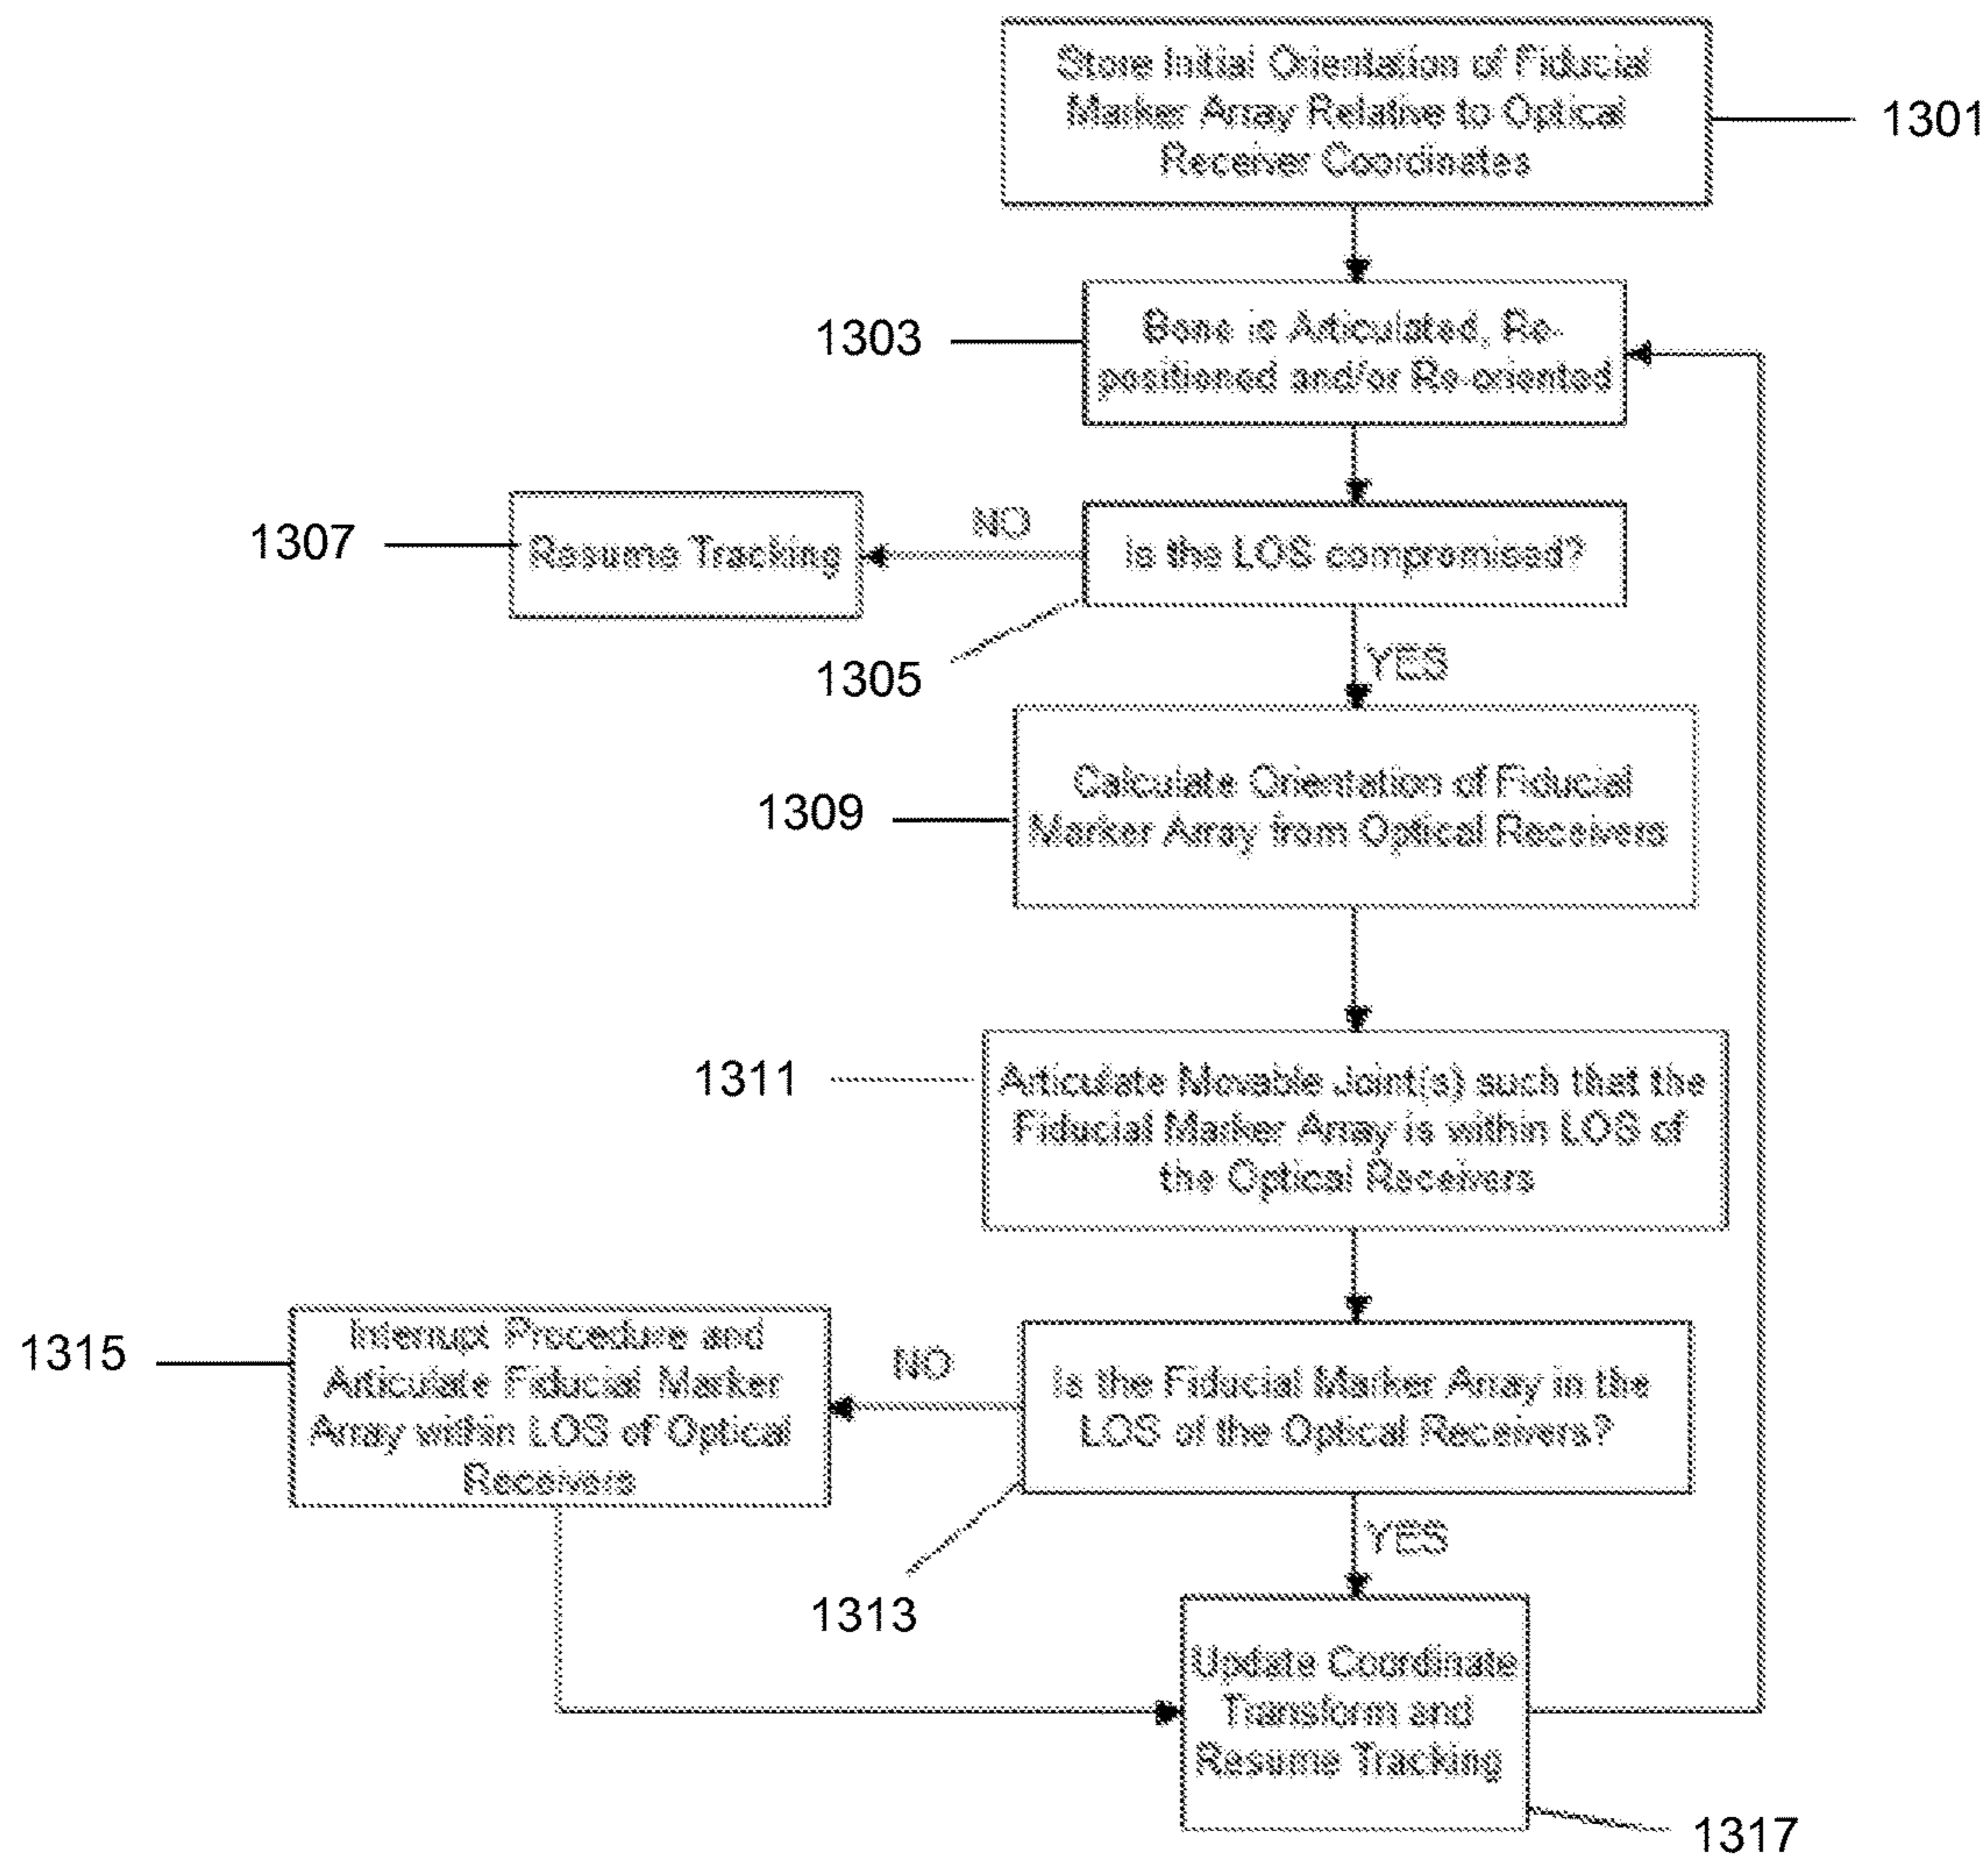 Store Initial Orientation of Fiducial
Marker Array Relative to Optical
Receiver Coordinates
1301
1303
Bone is Articulated, Re-
positioned and/or Re-oriented
1307
Resume Tracking
NO
Is the LOS compromised?
1305
YES
1309
Calculate Orientation of Fiducial
Marker Array from Optical Receivers
1311
Articulate Movable Joint(s) such that the
Fiducial Marker Array is within LOS of
the Optical Receivers
1315
Interrupt Procedure and
Articulate Fiducial Marker
Array within LOS of Optical
Receivers
NO
Is the Fiducial Marker Array in the
LOS of the Optical Receivers?
1313
YES
Update Coordinate
Transform and
Resume Tracking
1317